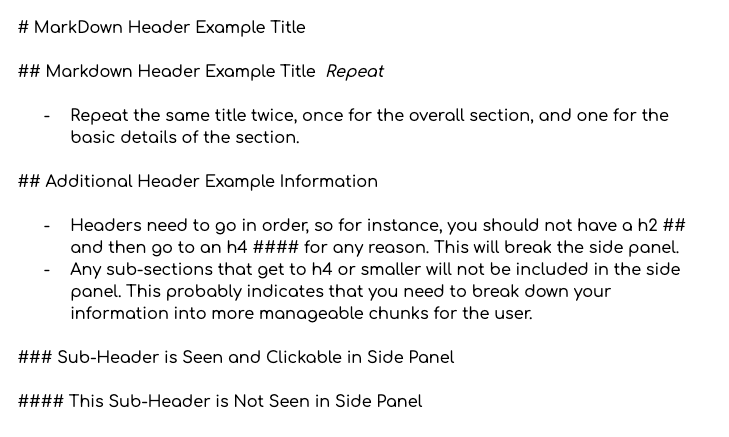 # MarkDown Header Example Title
## Markdown Header Example Title Repeat
- Repeat the same title twice, once for the overall section, and one for the
basic details of the section.
## Additional Header Example Information
- Headers need to go in order, so for instance, you should not have a h2 ##
and then go to an h4 #### for any reason. This will break the side panel.
- Any sub-sections that get to h4 or smaller will not be included in the side
panel. This probably indicates that you need to break down your
information into more manageable chunks for the user.
### Sub-Header is Seen and Clickable in Side Panel
#### This Sub-Header is Not Seen in Side Panel